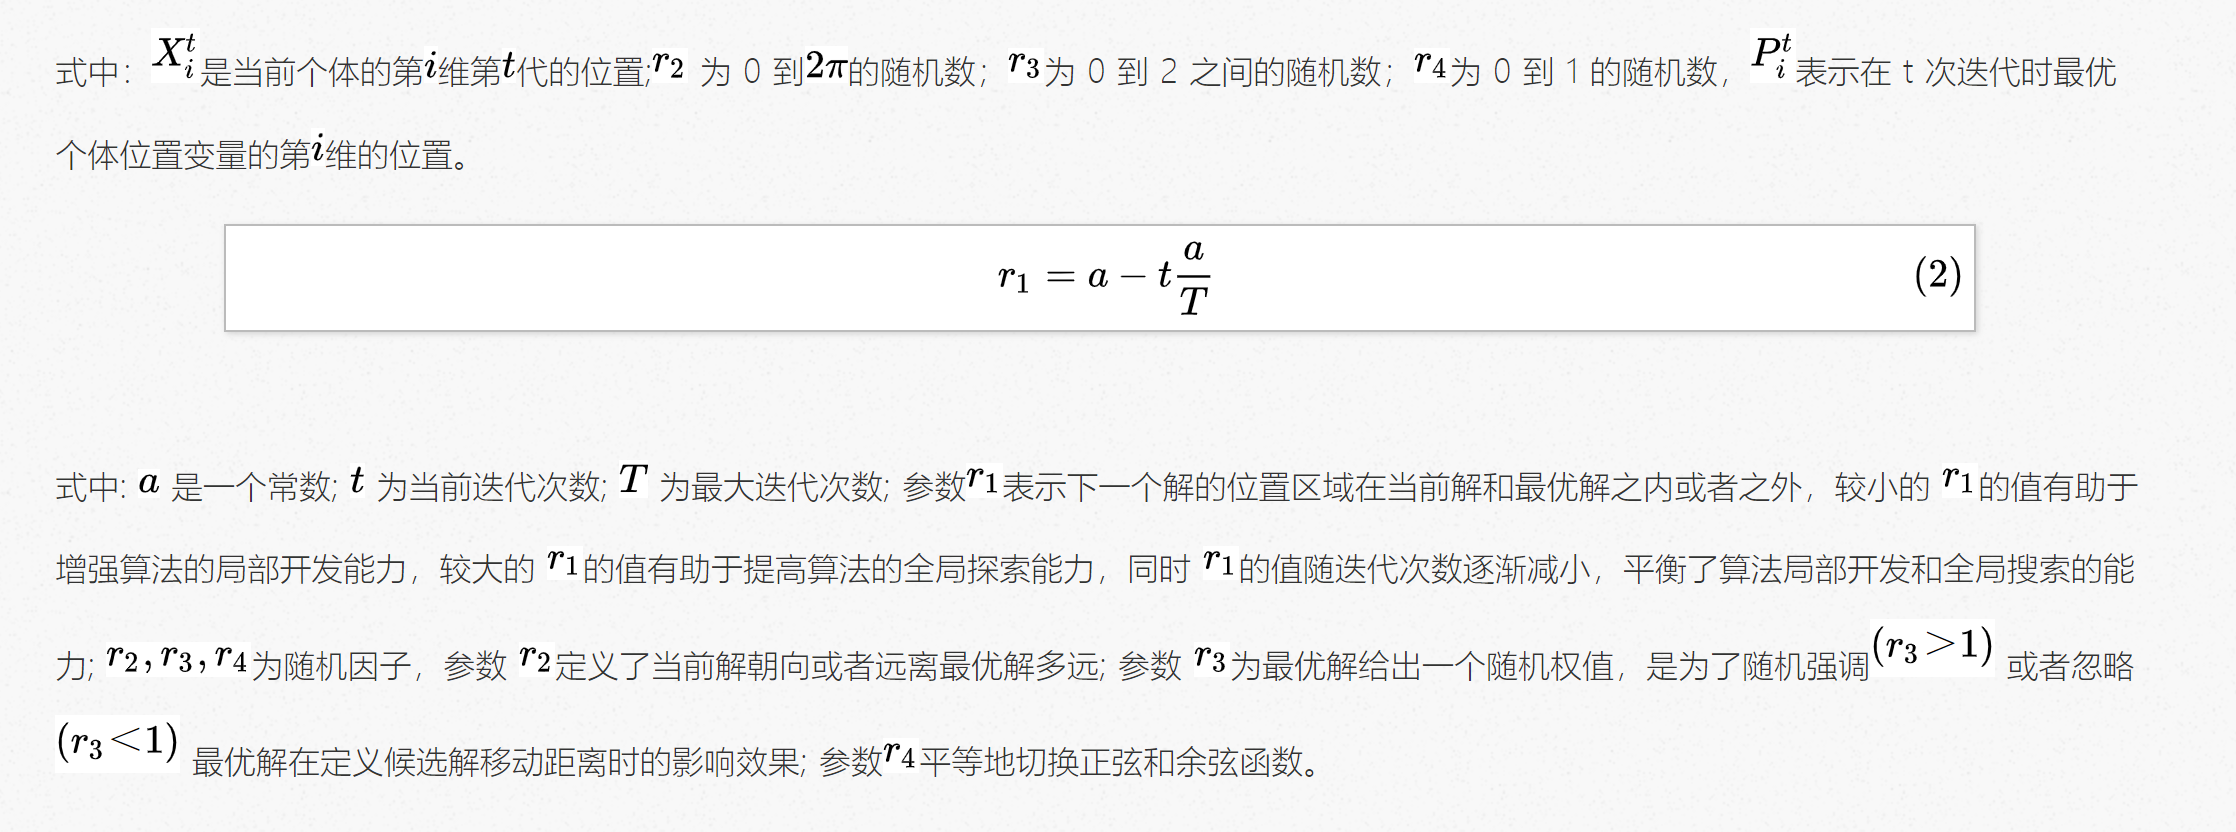 式中：$X_i^t$是当前个体的第$i$维第$t$代的位置;$r_2$ 为 0 到$2\pi$的随机数；$r_3$为 0 到 2 之间的随机数；$r_4$为 0 到 1 的随机数，$P_i^t$表示在 t 次迭代时最优
个体位置变量的第$i$维的位置。
$r_1 = a - t\frac{a}{T}$ (2)
式中: $a$ 是一个常数; $t$ 为当前迭代次数; $T$ 为最大迭代次数; 参数$r_1$表示下一个解的位置区域在当前解和最优解之内或者之外，较小的 $r_1$的值有助于
增强算法的局部开发能力，较大的 $r_1$的值有助于提高算法的全局探索能力，同时 $r_1$的值随迭代次数逐渐减小，平衡了算法局部开发和全局搜索的能
力; $r_2, r_3, r_4$为随机因子，参数 $r_2$定义了当前解朝向或者远离最优解多远; 参数 $r_3$为最优解给出一个随机权值，是为了随机强调$(r_3>1)$ 或者忽略
$(r_3<1)$ 最优解在定义候选解移动距离时的影响效果; 参数$r_4$平等地切换正弦和余弦函数。